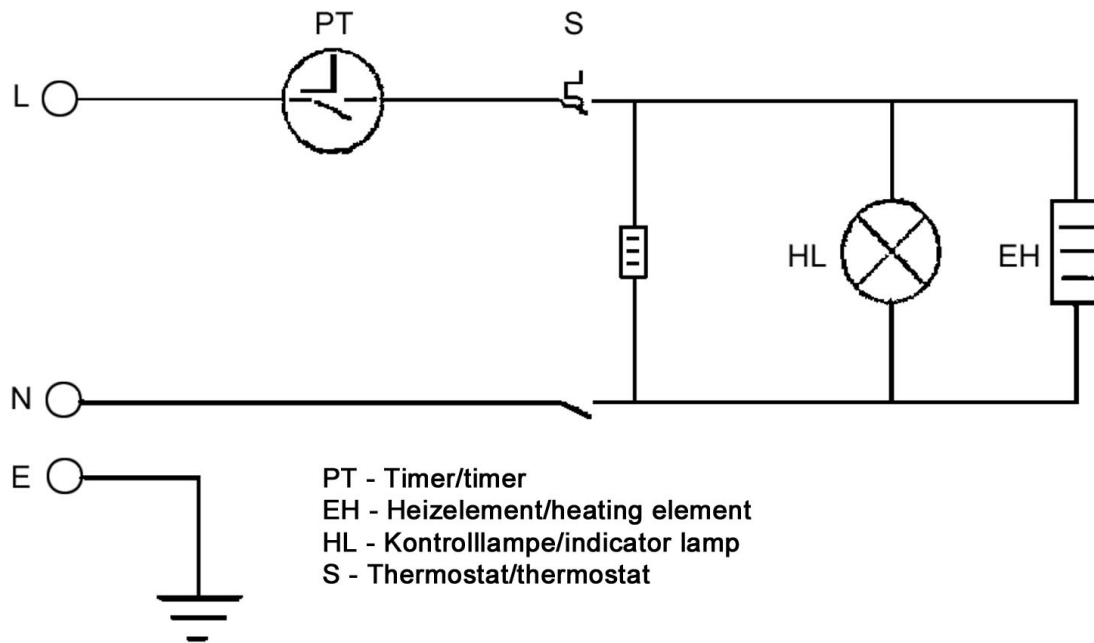 PT
S
L
HL
EH
N
E
PT - Timer/timer
EH - Heizelement/heating element
HL - Kontrolllampe/indicator lamp
S - Thermostat/thermostat